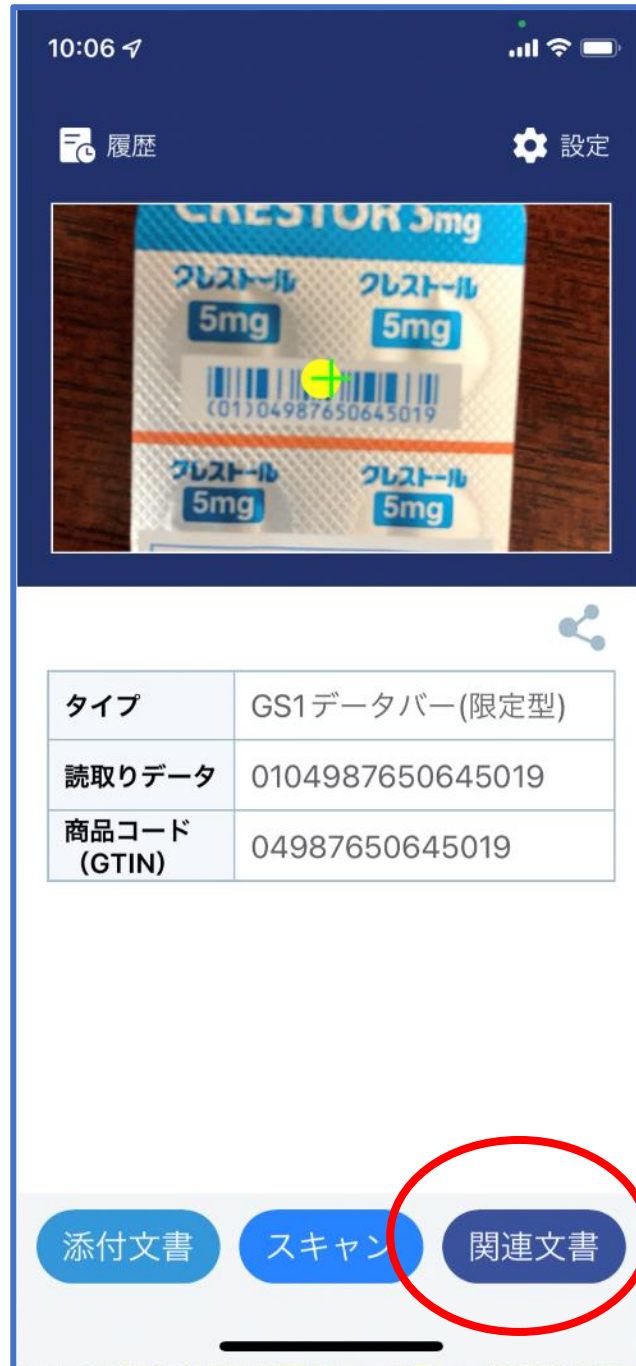 10:06
履歴
設定
CRESTOR 5mg
クレストール クレストール
5mg 5mg
(01)04987650645019
クレストール クレストール
5mg 5mg
タイプ GS1データバー(限定型)
読取りデータ 0104987650645019
商品コード
(GTIN) 04987650645019
添付文書 スキャン 関連文書